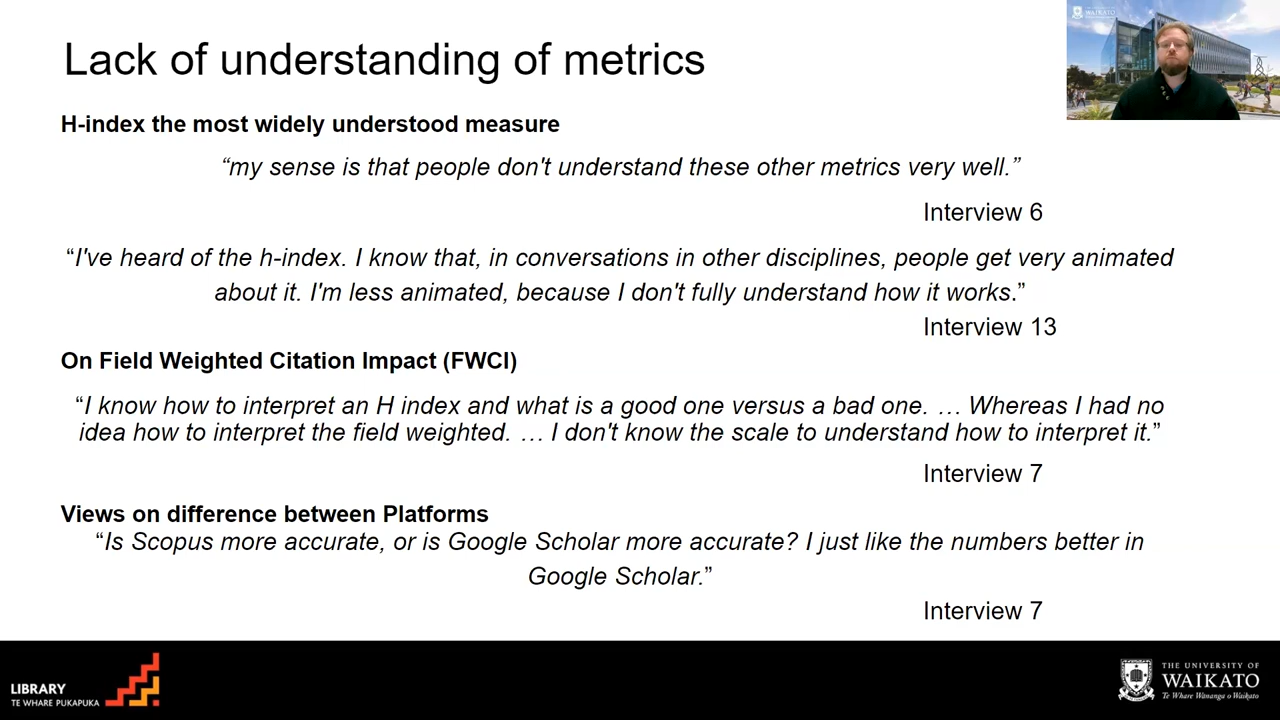 Lack of understanding of metrics
WAIKATO
H-index the most widely understood measure
“my sense is that people don't understand these other metrics very well.”
Interview 6
“I've heard of the h-index. I know that, in conversations in other disciplines, people get very animated
about it. I'm less animated, because I don't fully understand how it works.”
Interview 13
On Field Weighted Citation Impact (FWCI)
“I know how to interpret an H index and what is a good one versus a bad one. … Whereas I had no
idea how to interpret the field weighted. … I don't know the scale to understand how to interpret it.”
Interview 7
Views on difference between Platforms
“Is Scopus more accurate, or is Google Scholar more accurate? I just like the numbers better in
Google Scholar.”
Interview 7
LIBRARY
TE WHARE PUKAPUKA
THE UNIVERSITY OF
WAIKATO
Te Whare Wānanga o Waikato